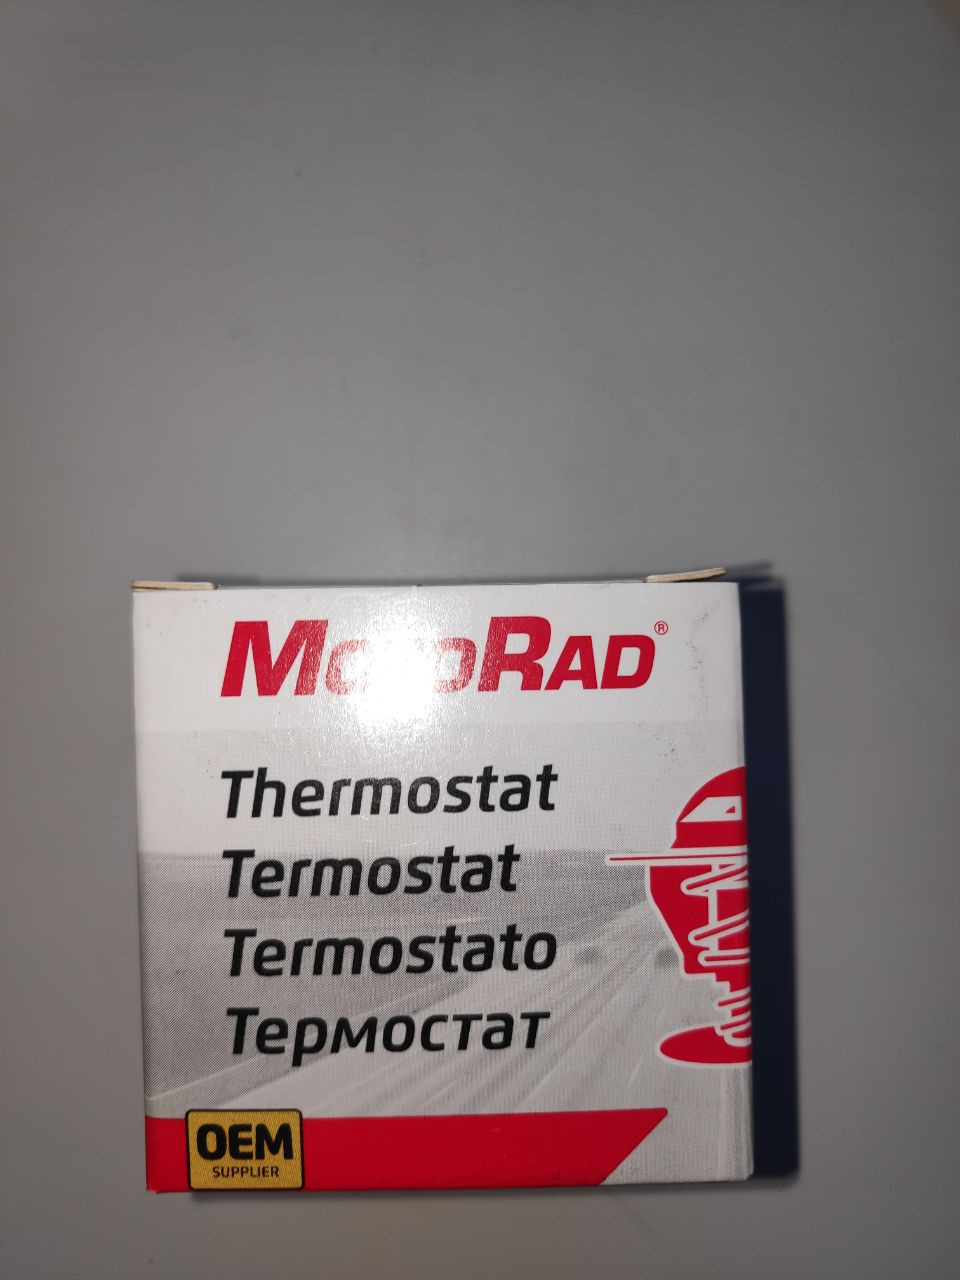 MotoRad®
Thermostat
Termostat
Termostato
Термостат
OEM
SUPPLIER